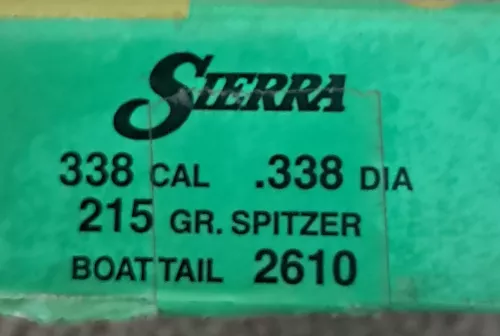 SIERRA
338 CAL .338 DIA
215 GR. SPITZER
BOAT TAIL 2610